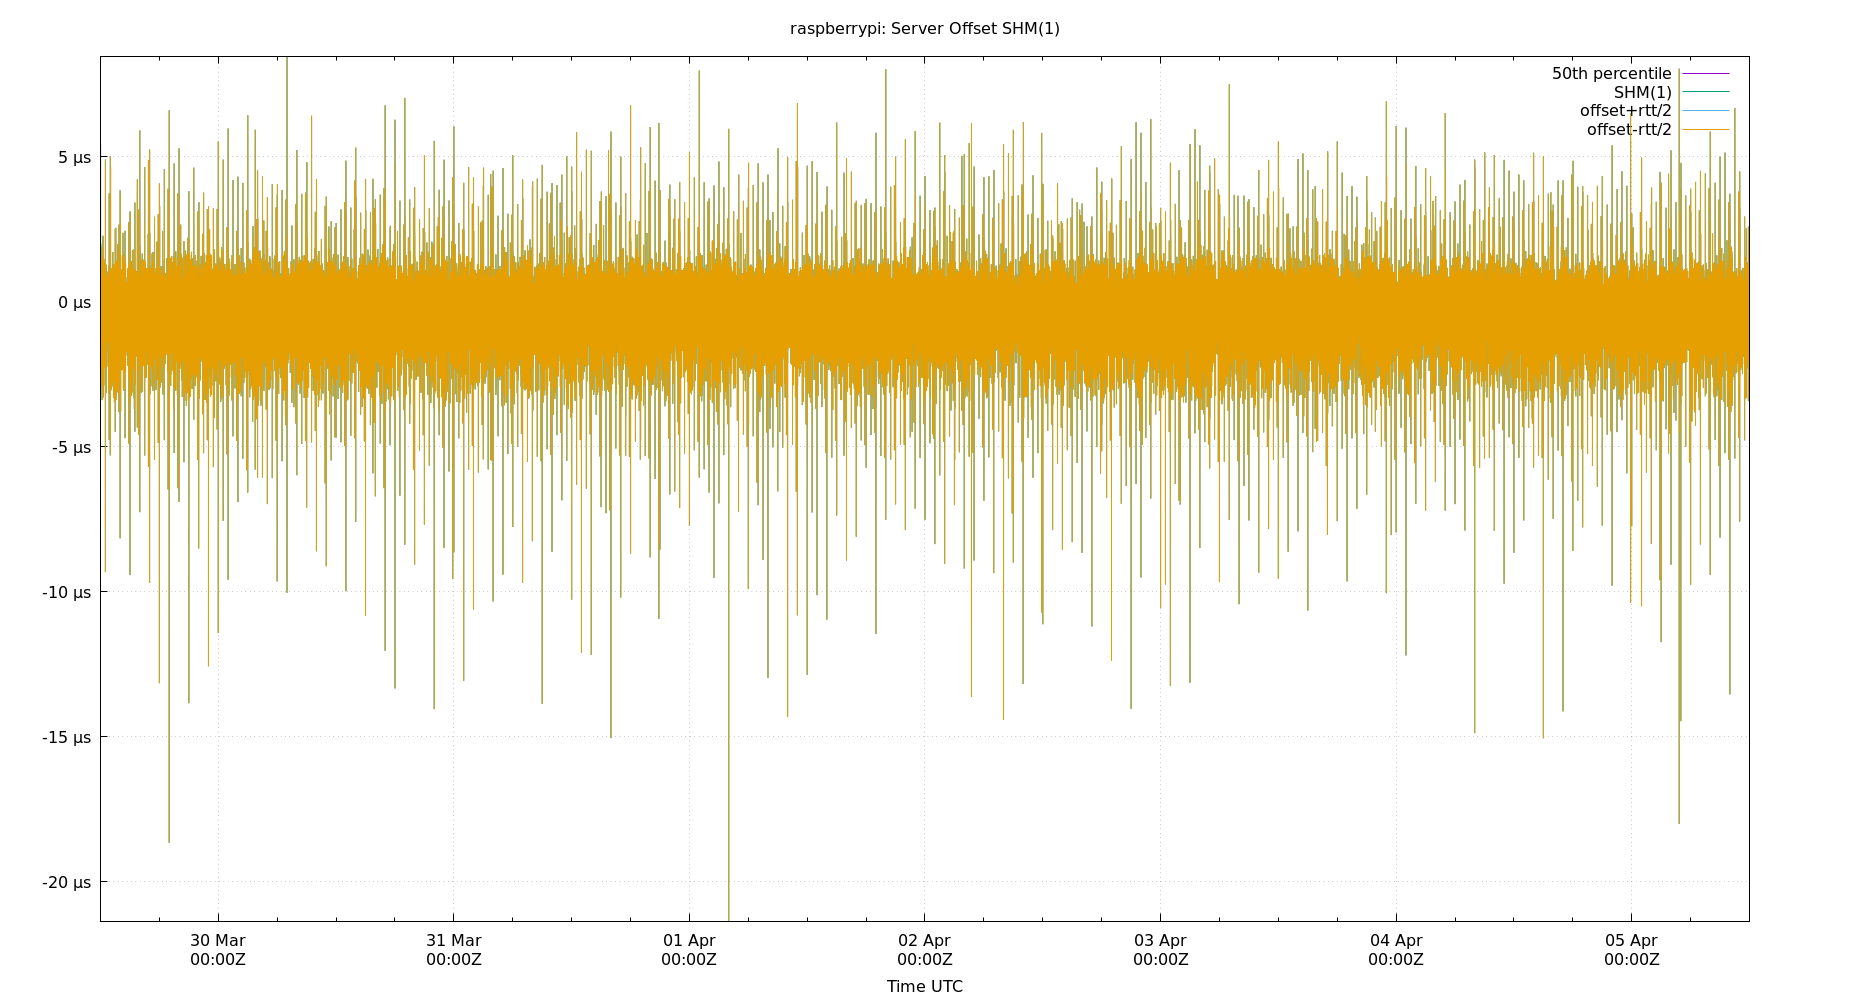 raspberrypi: Server Offset SHM(1)
50th percentile
SHM(1)
offset+rtt/2
offset-rtt/2
5 µs
0 µs
-5 µs
-10 µs
-15 µs
-20 µs
30 Mar 31 Mar 01 Apr 02 Apr 03 Apr 04 Apr 05 Apr
00:00Z 00:00Z 00:00Z 00:00Z 00:00Z 00:00Z 00:00Z
Time UTC